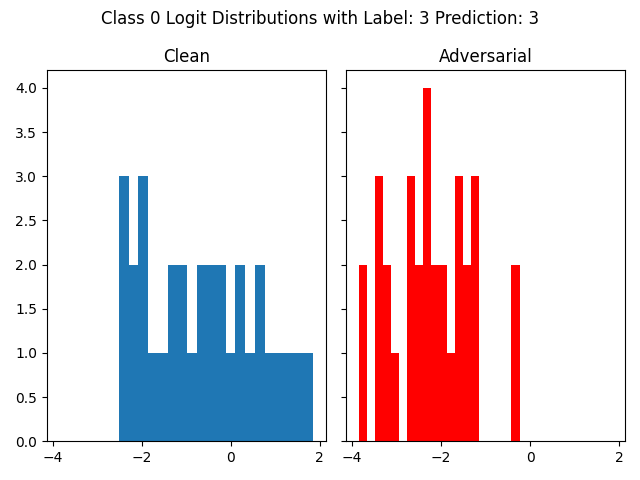 Class 0 Logit Distributions with Label: 3 Prediction: 3
Clean
Adversarial
4.0
3.5
3.0
2.5
2.0
1.5
1.0
0.5
0.0
−4 −2 0 2
−4 −2 0 2